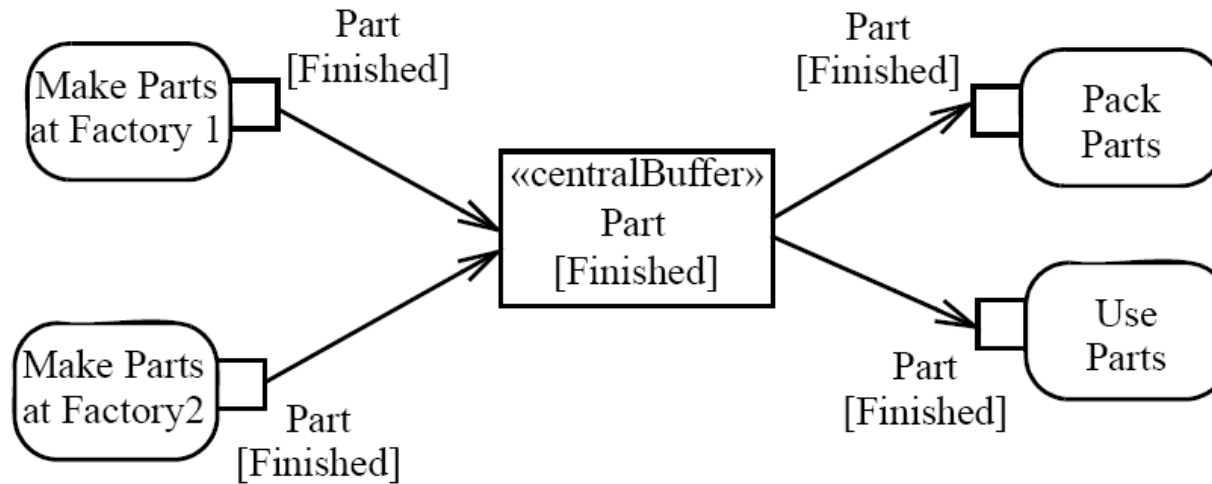 Part
[Finished]
Make Parts
at Factory 1
«centralBuffer»
Part
[Finished]
Part
[Finished]
Pack
Parts
Make Parts
at Factory2
Part
[Finished]
Use
Parts
Part
[Finished]